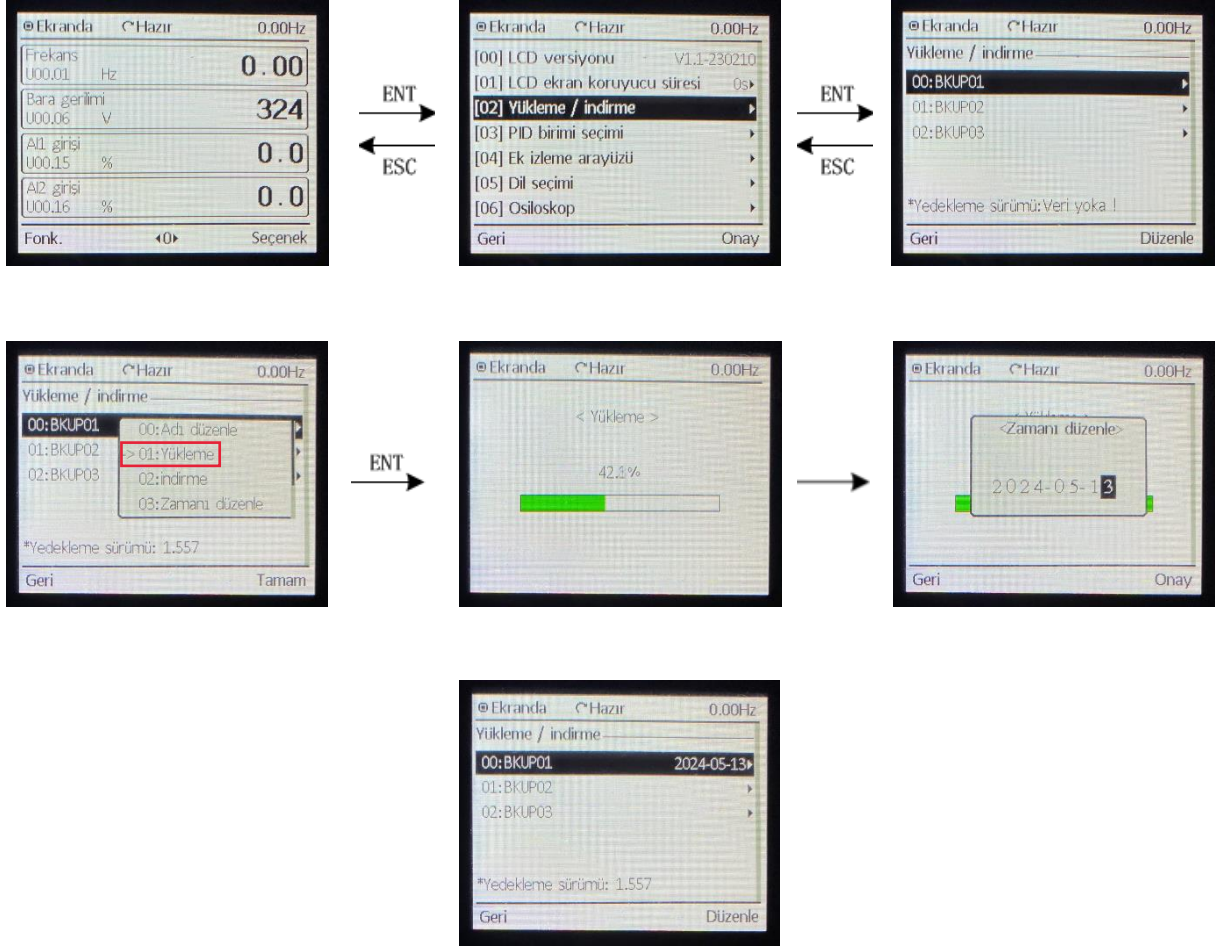 Ekranda Hazır 0.00Hz
Frekans
U00.01 Hz 0.00
Bara gerilimi
U00.06 V 324
AI1 girişi
U00.15 % 0.0
AI2 girişi
U00.16 % 0.0
Fonk. ◂0▸ Seçenek
ENT
ESC
Ekranda Hazır 0.00Hz
[00] LCD versiyonu V1.1-230210
[01] LCD ekran koruyucu süresi 0s▸
[02] Yükleme / indirme ▸
[03] PID birimi seçimi ▸
[04] Ek izleme arayüzü ▸
[05] Dil seçimi ▸
[06] Osiloskop ▸
Geri Onay
ENT
ESC
Ekranda Hazır 0.00Hz
Yükleme / indirme
00:BKUP01 ▸
01:BKUP02 ▸
02:BKUP03 ▸
*Yedekleme sürümü:Veri yoka !
Geri Düzenle
Ekranda Hazır 0.00Hz
Yükleme / indirme
00:BKUP01
01:BKUP02
02:BKUP03
00:Adı düzenle
-> 01:Yükleme
02:indirme
03:Zamanı düzenle
*Yedekleme sürümü: 1.557
Geri Tamam
ENT
Ekranda Hazır 0.00Hz
< Yükleme >
42.1%
Ekranda Hazır 0.00Hz
<Zamanı düzenle>
2024-05-13
Geri Onay
Ekranda Hazır 0.00Hz
Yükleme / indirme
00:BKUP01 2024-05-13▸
01:BKUP02 ▸
02:BKUP03 ▸
*Yedekleme sürümü: 1.557
Geri Düzenle